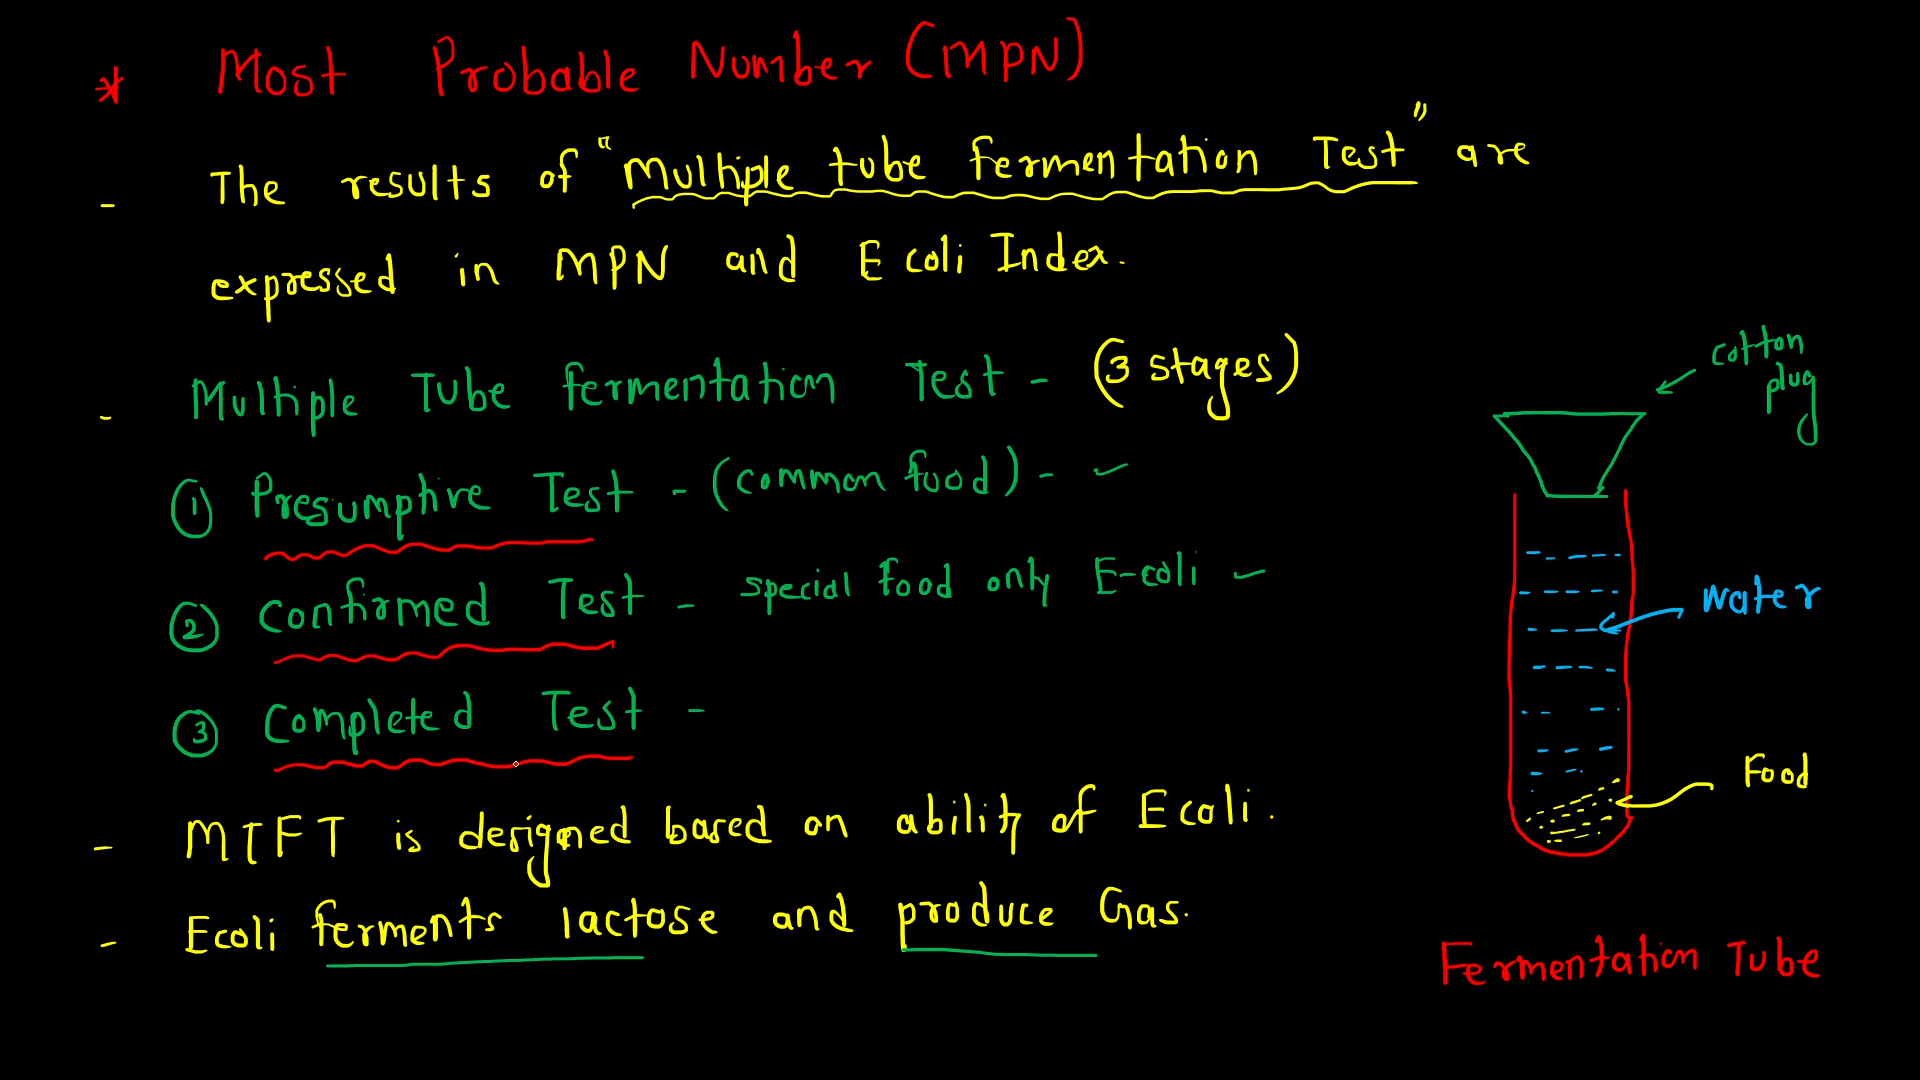 * Most Probable Number (MPN)
- The results of "Multiple tube fermentation Test" are
expressed in MPN and E coli Index.
- Multiple Tube fermentation Test - (3 stages)
① Presumptive Test - (common food) - ✓
② Confirmed Test - special food only E-coli ✓
③ Completed Test -
- MTFT is designed based on ability of E coli.
- Ecoli ferments lactose and produce Gas.
cotton
plug
water
Food
Fermentation Tube